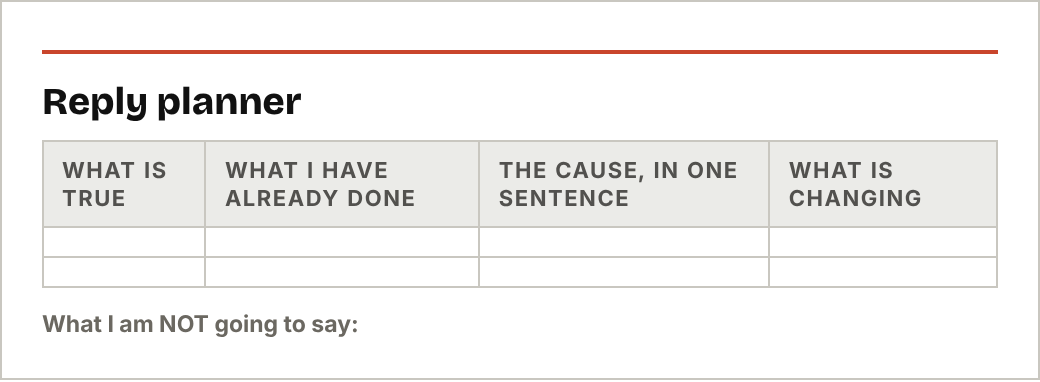 Reply planner
WHAT IS TRUE
WHAT I HAVE ALREADY DONE
THE CAUSE, IN ONE SENTENCE
WHAT IS CHANGING
What I am NOT going to say: